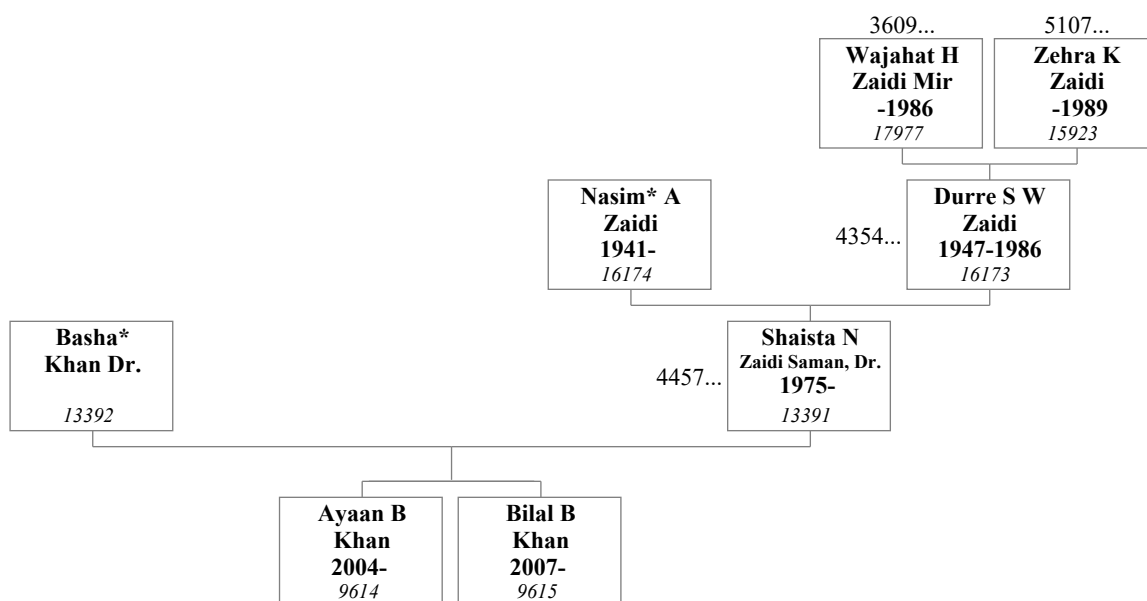 3609...
5107...
Wajahat H
Zaidi Mir
-1986
17977
Zehra K
Zaidi
-1989
15923
Nasim* A
Zaidi
1941-
16174
4354...
Durre S W
Zaidi
1947-1986
16173
Basha*
Khan Dr.
13392
4457...
Shaista N
Zaidi Saman, Dr.
1975-
13391
Ayaan B
Khan
2004-
9614
Bilal B
Khan
2007-
9615